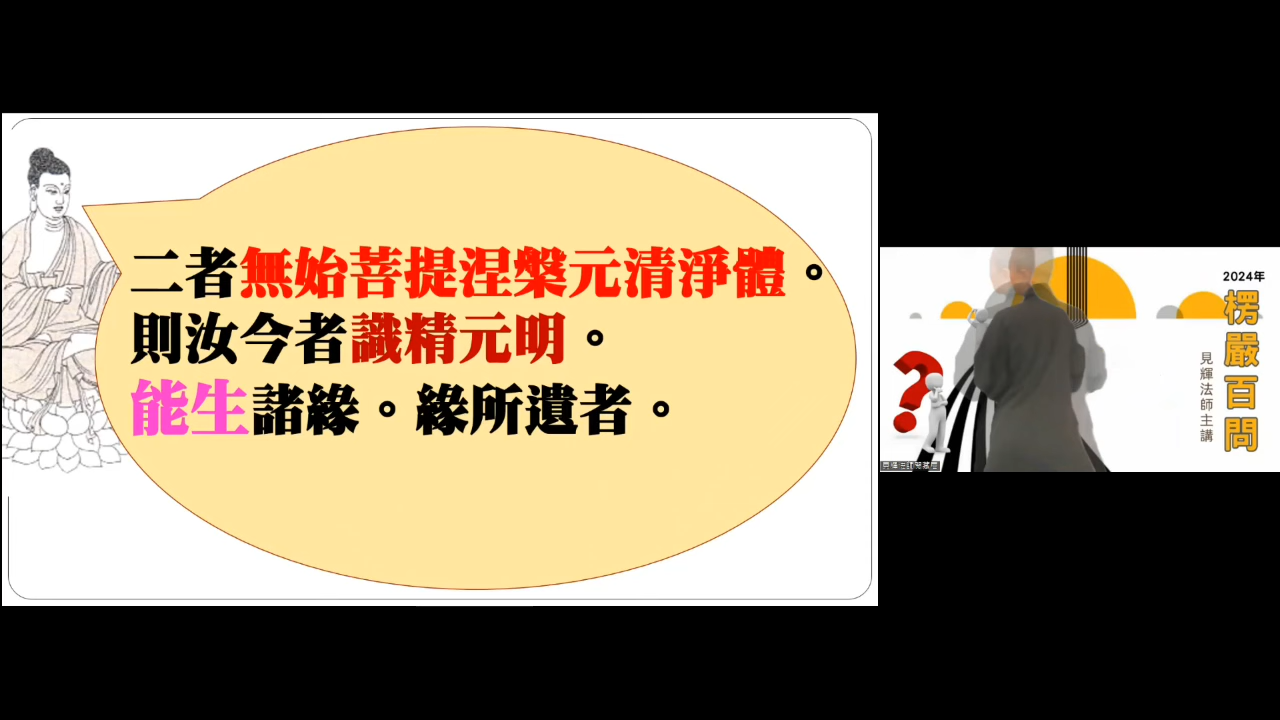 二者無始菩提涅槃元清淨體。
則汝今者識精元明。
能生諸緣。緣所遺者。
2024年
楞嚴百問
見輝法師主講